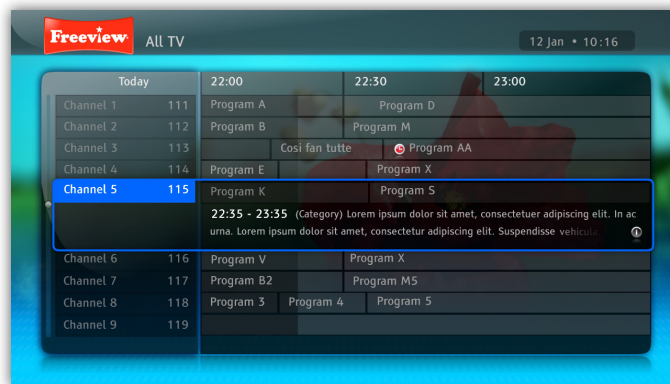 Freeview All TV 12 Jan • 10:16
Today 22:00 22:30 23:00
Channel 1 111 Program A Program D
Channel 2 112 Program B Program M
Channel 3 113 Cosi fan tutte Program AA
Channel 4 114 Program E Program X
Channel 5 115 Program K Program S
22:35 - 23:35 (Category) Lorem ipsum dolor sit amet, consectetuer adipiscing elit. In ac
urna. Lorem ipsum dolor sit amet, consectetur adipiscing elit. Suspendisse vehicula
Channel 6 116 Program V Program X
Channel 7 117 Program B2 Program M5
Channel 8 118 Program 3 Program 4 Program 5
Channel 9 119